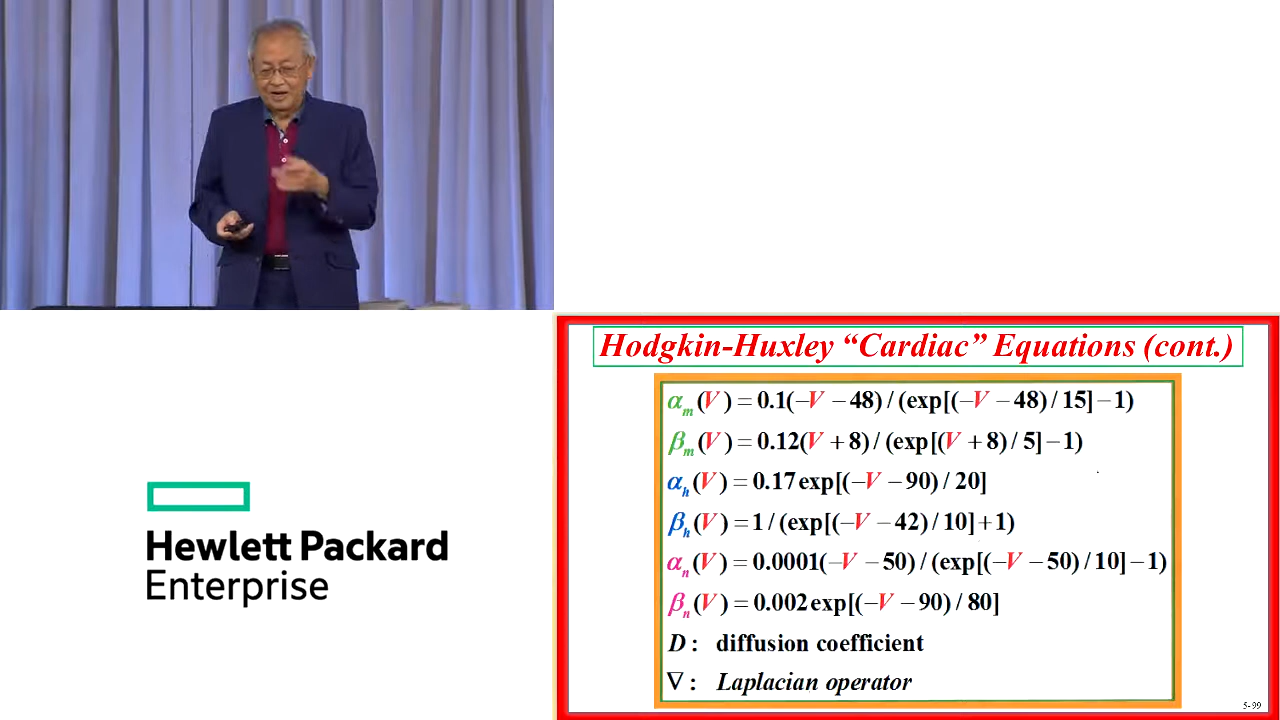 Hewlett Packard
Enterprise
Hodgkin-Huxley “Cardiac” Equations (cont.)
αm(V) = 0.1(−V − 48) / (exp[(−V − 48) / 15] − 1)
βm(V) = 0.12(V + 8) / (exp[(V + 8) / 5] − 1)
αh(V) = 0.17 exp[(−V − 90) / 20]
βh(V) = 1 / (exp[(−V − 42) / 10] + 1)
αn(V) = 0.0001(−V − 50) / (exp[(−V − 50) / 10] − 1)
βn(V) = 0.002 exp[(−V − 90) / 80]
D : diffusion coefficient
∇ : Laplacian operator
5-99